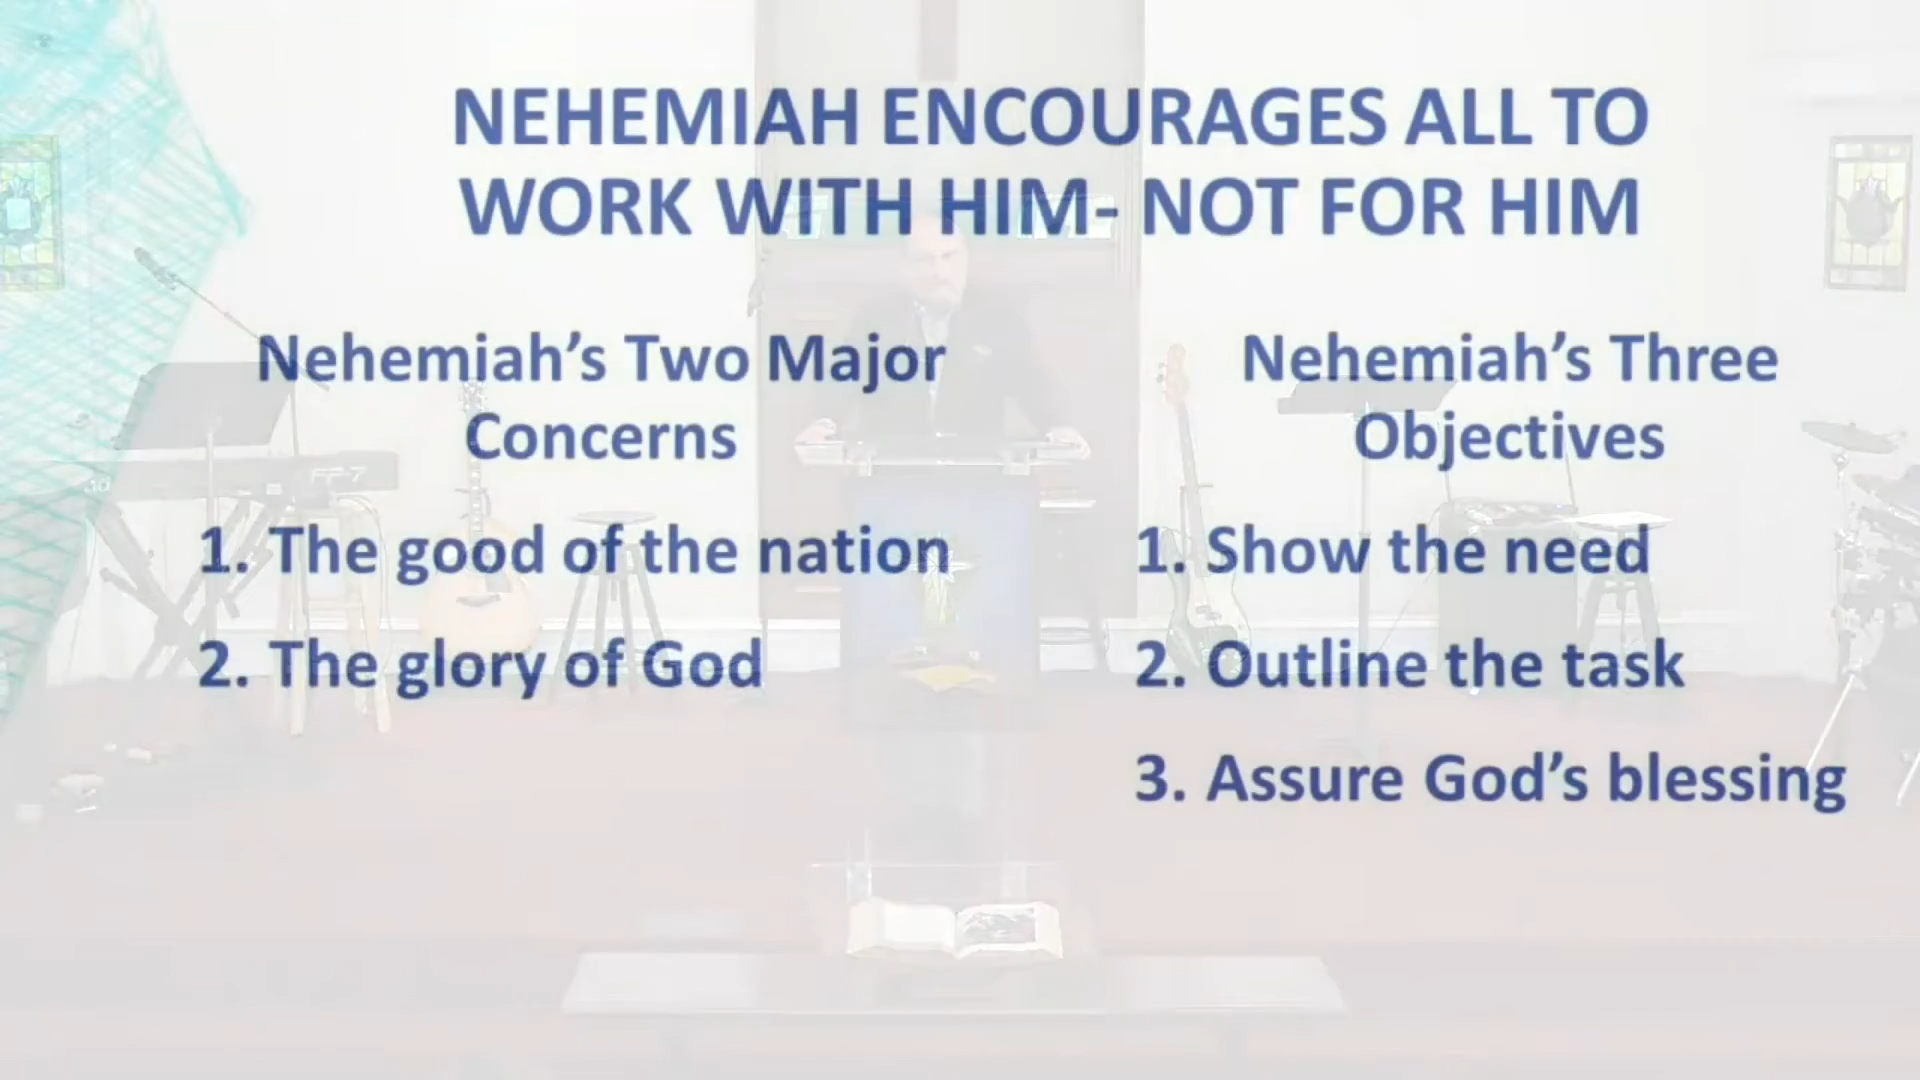 NEHEMIAH ENCOURAGES ALL TO
WORK WITH HIM- NOT FOR HIM
Nehemiah's Two Major
Concerns
1. The good of the nation
2. The glory of God
Nehemiah's Three
Objectives
1. Show the need
2. Outline the task
3. Assure God's blessing